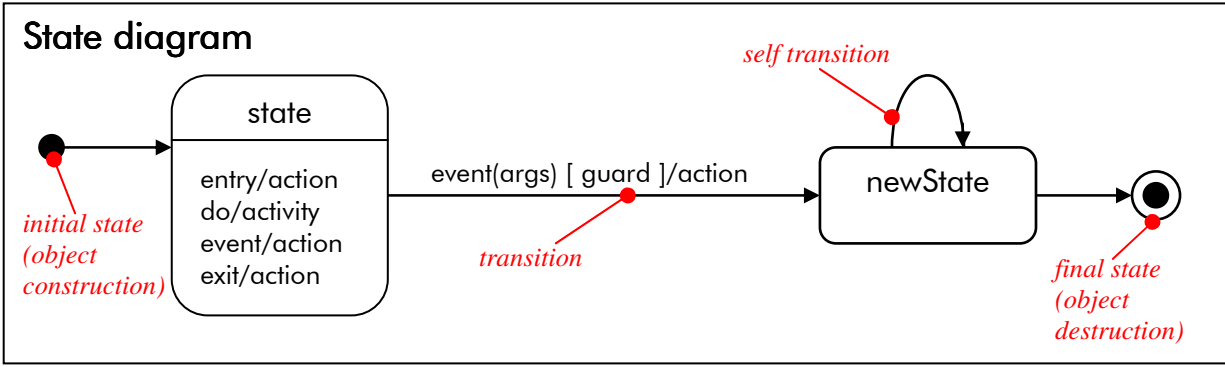 State diagram
self transition
state
entry/action
do/activity
event/action
exit/action
event(args) [ guard ]/action
newState
initial state
(object
construction)
transition
final state
(object
destruction)